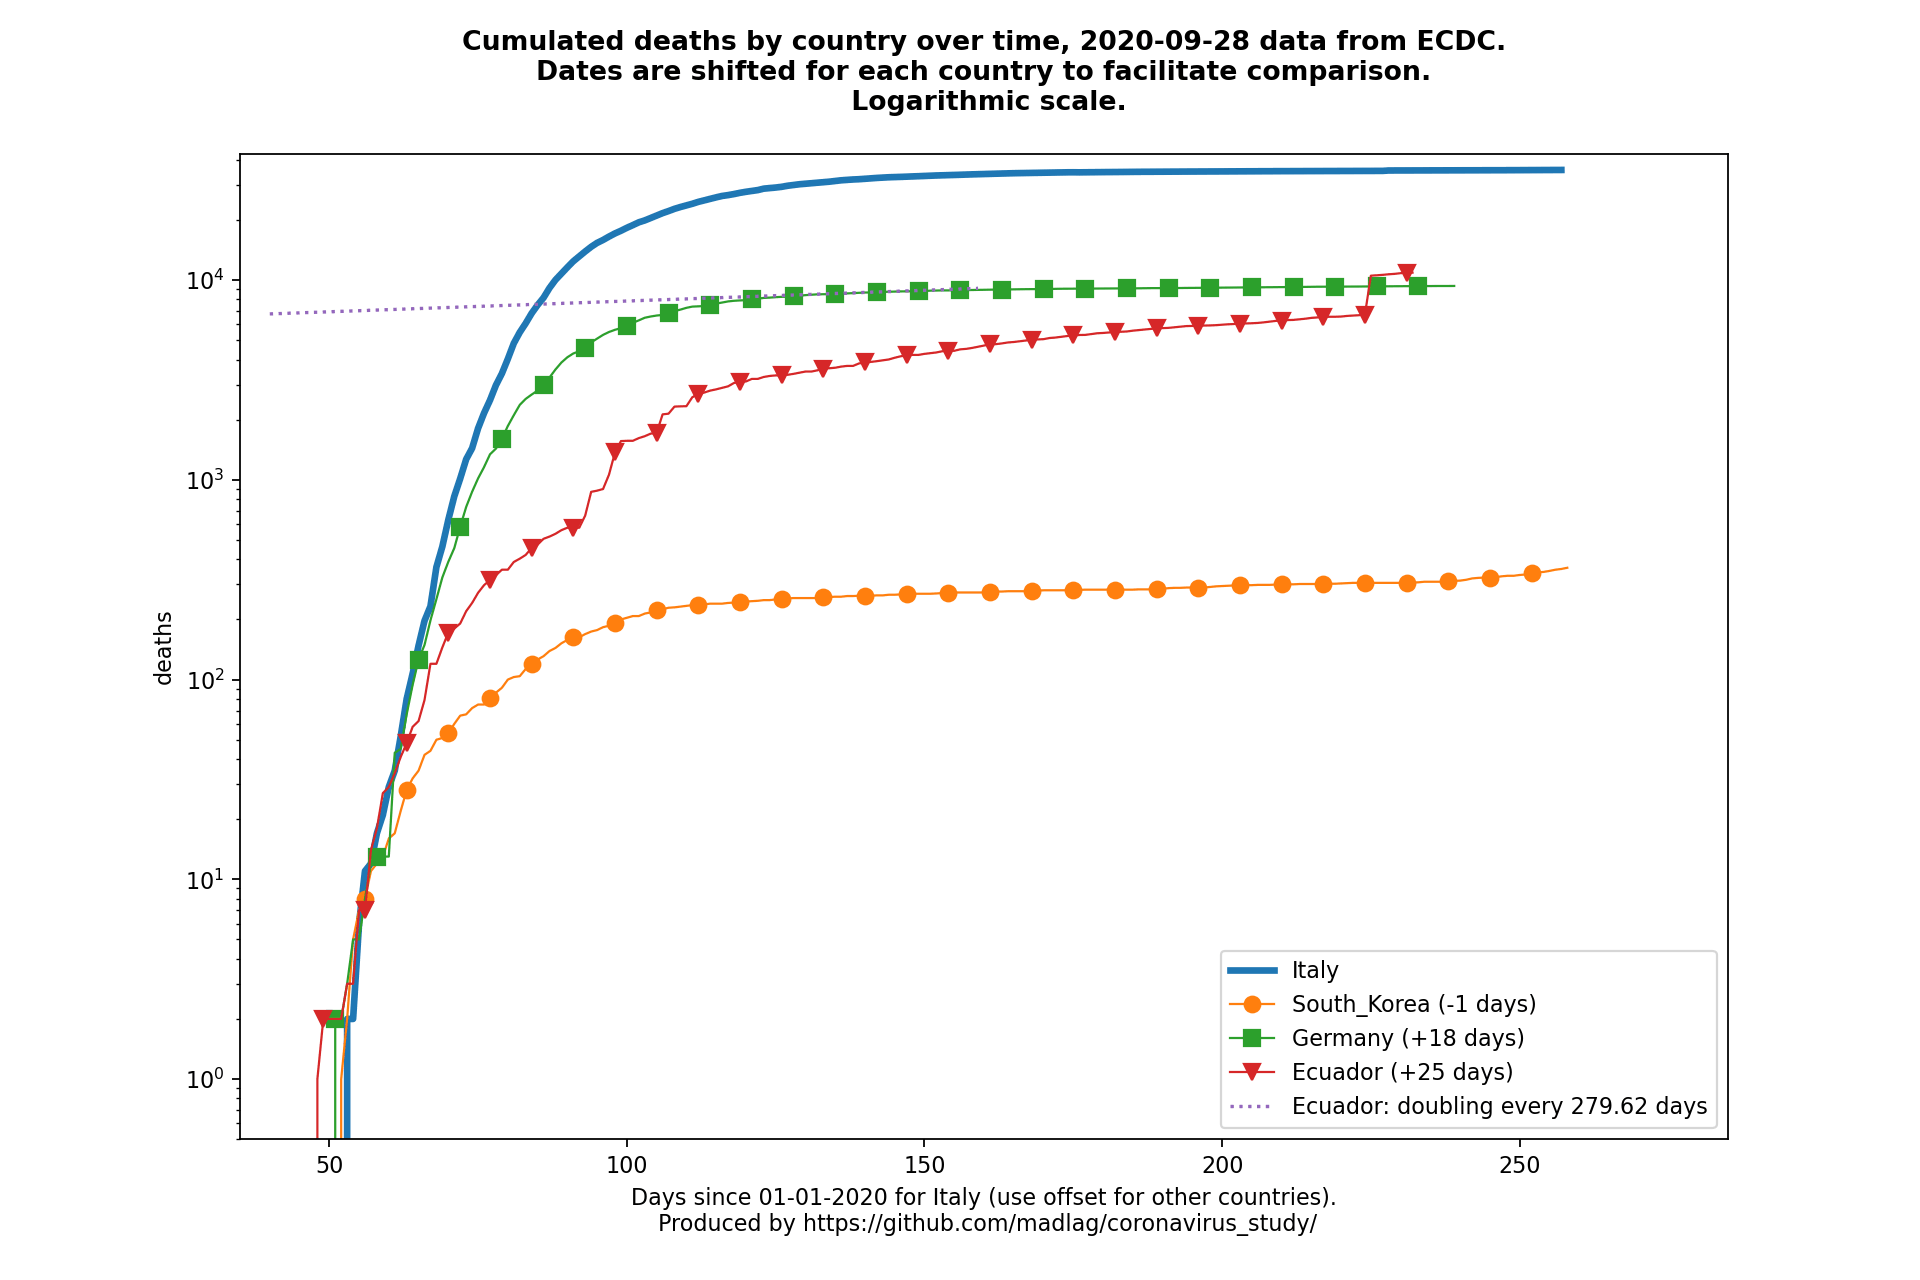 Cumulated deaths by country over time, 2020-09-28 data from ECDC.
Dates are shifted for each country to facilitate comparison.
Logarithmic scale.
deaths
10^4
10^3
10^2
10^1
10^0
50 100 150 200 250
Italy
South_Korea (-1 days)
Germany (+18 days)
Ecuador (+25 days)
Ecuador: doubling every 279.62 days
Days since 01-01-2020 for Italy (use offset for other countries).
Produced by https://github.com/madlag/coronavirus_study/